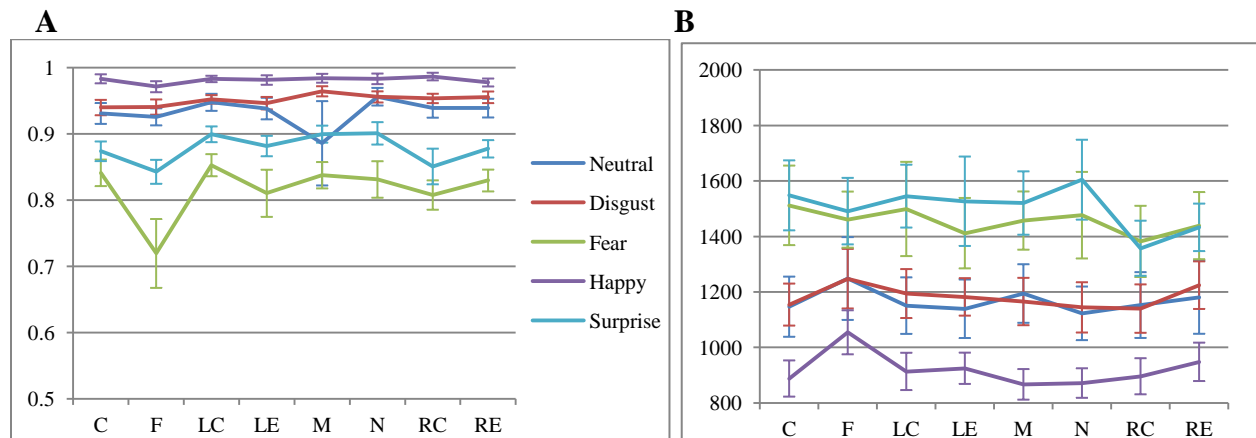 A
1
0.9
0.8
0.7
0.6
0.5
C F LC LE M N RC RE
Neutral
Disgust
Fear
Happy
Surprise
B
2000
1800
1600
1400
1200
1000
800
C F LC LE M N RC RE